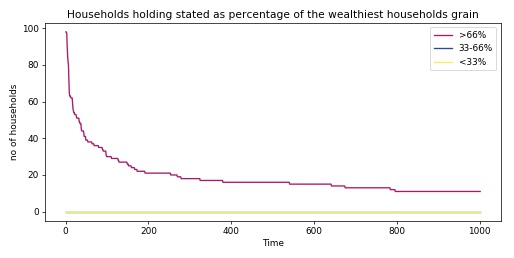 Households holding stated as percentage of the wealthiest households grain
>66%
33-66%
<33%
no of households
100
80
60
40
20
0
0 200 400 600 800 1000
Time